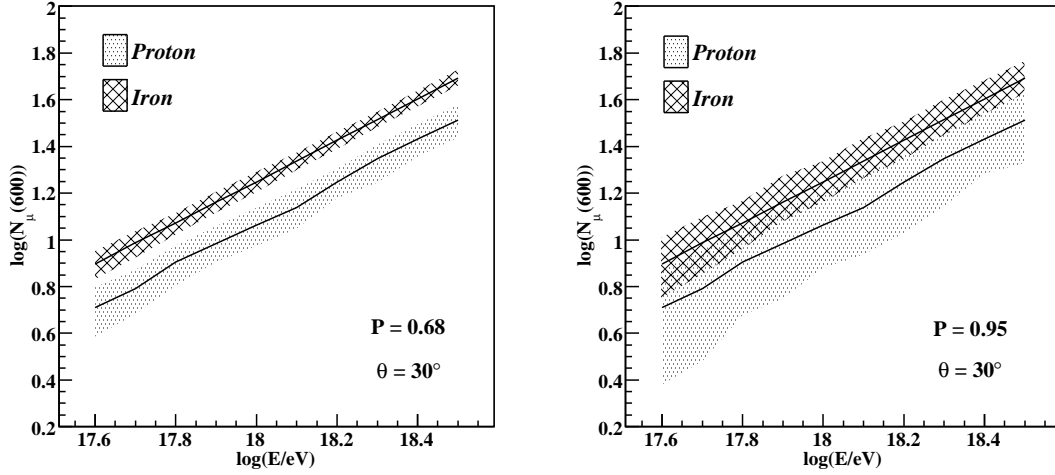 2
1.8
1.6
1.4
1.2
1
0.8
0.6
0.4
0.2
log(N_μ(600))
Proton
Iron
P = 0.68
θ = 30°
17.6 17.8 18 18.2 18.4
log(E/eV)
2
1.8
1.6
1.4
1.2
1
0.8
0.6
0.4
0.2
log(N_μ(600))
Proton
Iron
P = 0.95
θ = 30°
17.6 17.8 18 18.2 18.4
log(E/eV)